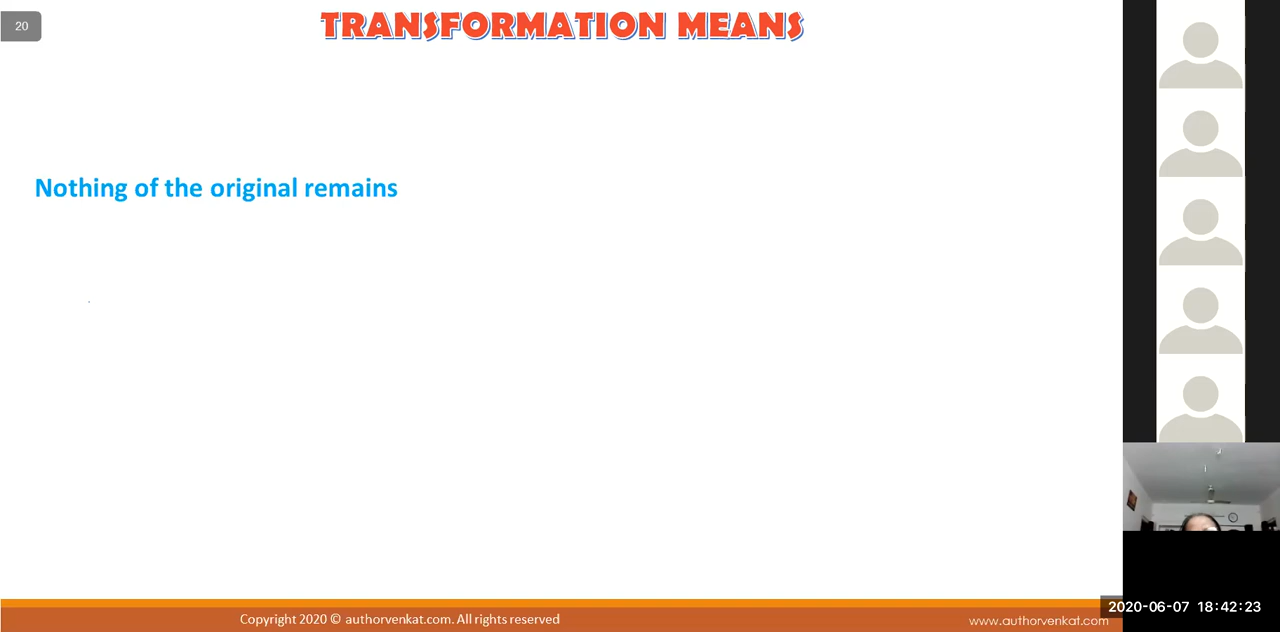 20
TRANSFORMATION MEANS
Nothing of the original remains
Copyright 2020 © authorvenkat.com. All rights reserved
www.authorvenkat.com
2020-06-07 18:42:23